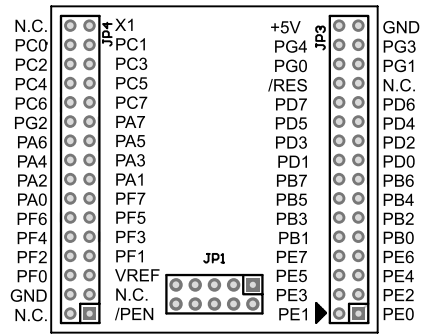 N.C. X1 JP4 +5V JP3 GND
PC0 PC1 PG4 PG3
PC2 PC3 PG0 PG1
PC4 PC5 /RES N.C.
PC6 PC7 PD7 PD6
PG2 PA7 PD5 PD4
PA6 PA5 PD3 PD2
PA4 PA3 PD1 PD0
PA2 PA1 PB7 PB6
PA0 PF7 PB5 PB4
PF6 PF5 PB3 PB2
PF4 PF3 PB1 PB0
PF2 PF1 JP1 PE7 PE6
PF0 VREF PE5 PE4
GND N.C. PE3 PE2
N.C. /PEN PE1 PE0